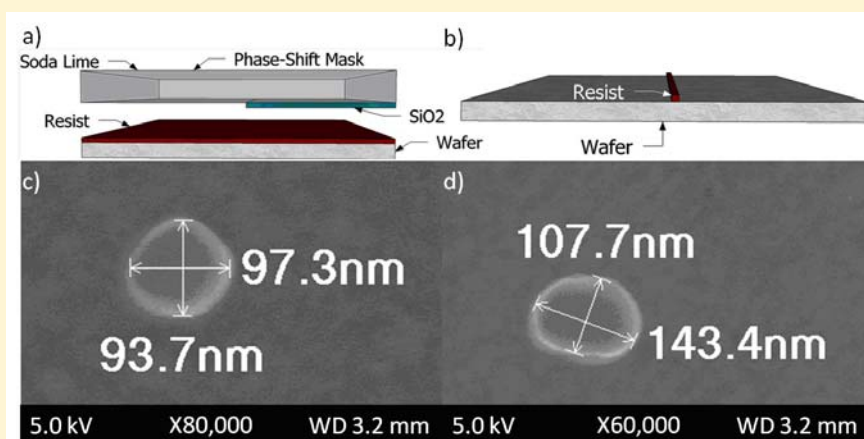 a)
Soda Lime
Phase-Shift Mask
SiO2
Resist
Wafer
b)
Resist
Wafer
c)
97.3nm
93.7nm
5.0 kV X80,000 WD 3.2 mm
d)
107.7nm
143.4nm
5.0 kV X60,000 WD 3.2 mm